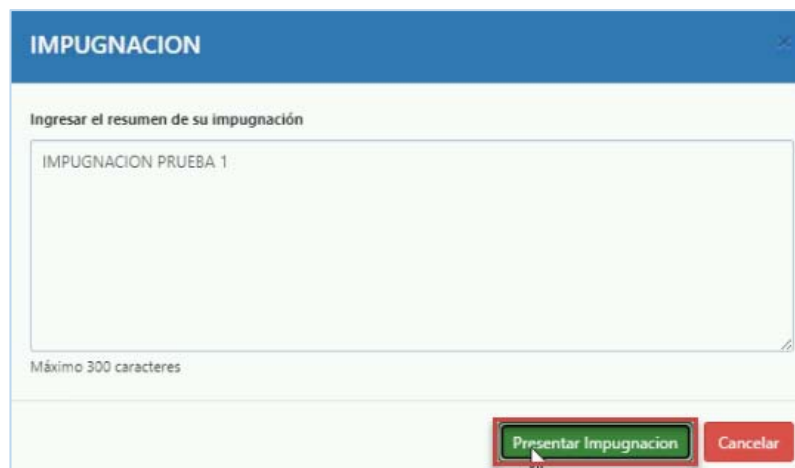 IMPUGNACION
Ingresar el resumen de su impugnación
IMPUGNACION PRUEBA 1
Máximo 300 caracteres
Presentar Impugnacion Cancelar